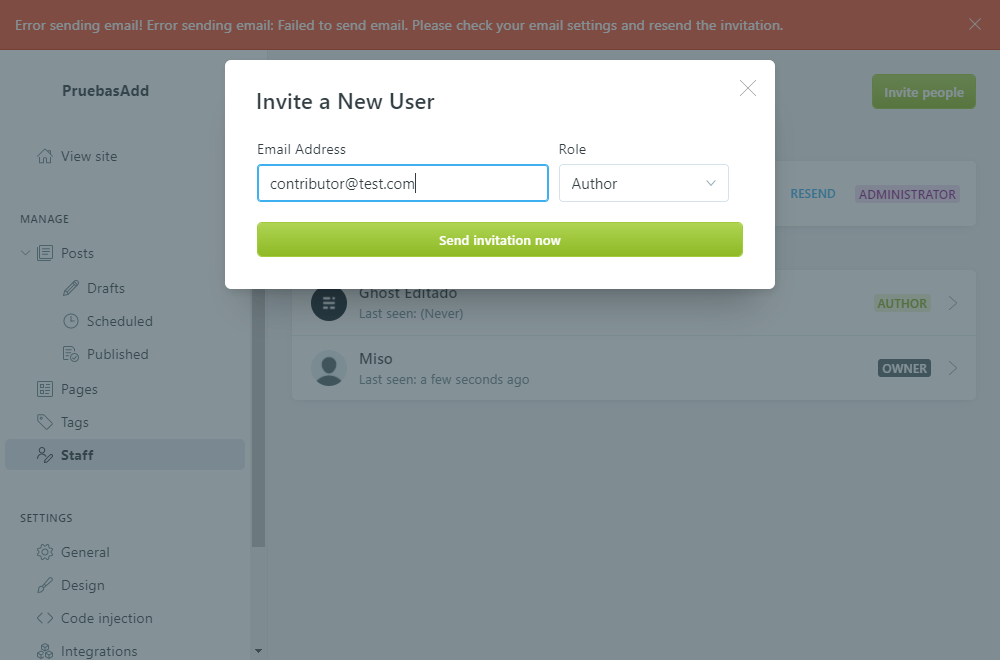 Error sending email! Error sending email: Failed to send email. Please check your email settings and resend the invitation.
PruebasAdd
Invite people
View site
MANAGE
Posts
Drafts
Scheduled
Published
Pages
Tags
Staff
SETTINGS
General
Design
Code injection
Integrations
Invite a New User
Email Address
Role
contributor@test.com
Author
Send invitation now
RESEND
ADMINISTRATOR
Ghost Editado
Last seen: (Never)
AUTHOR
Miso
Last seen: a few seconds ago
OWNER